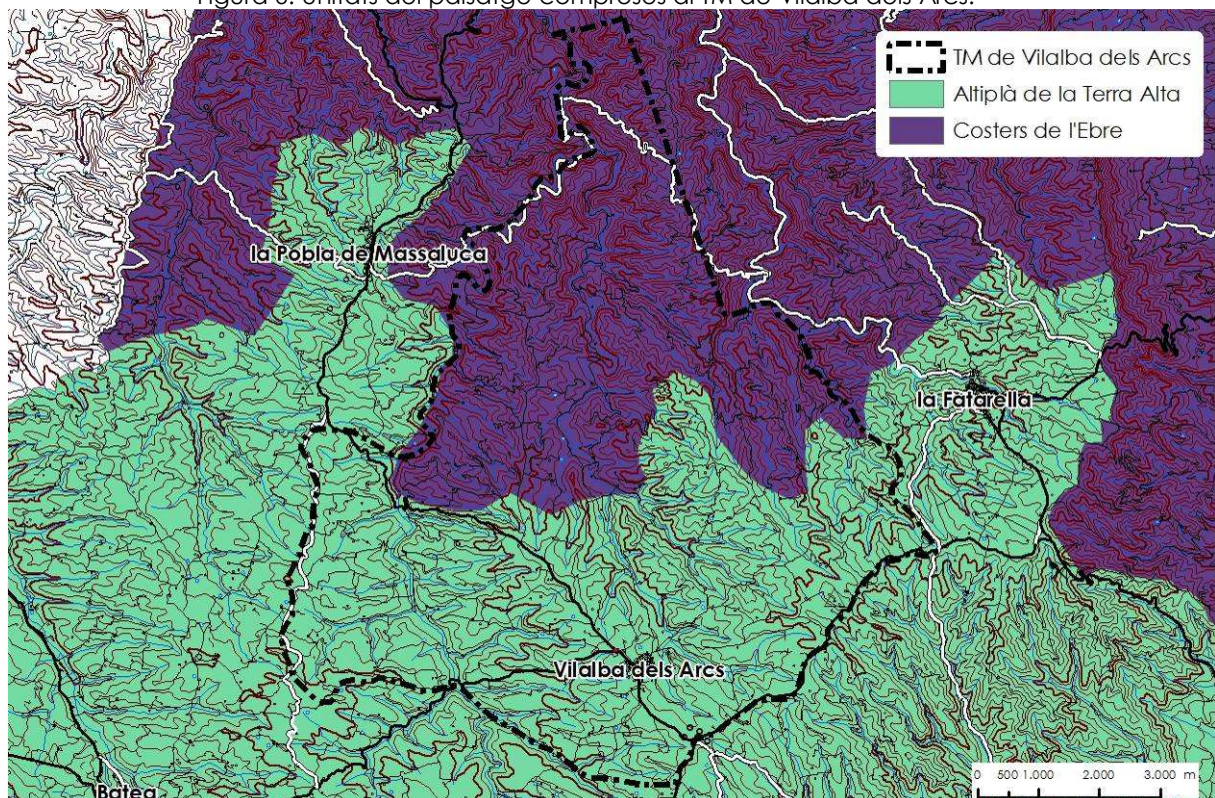 Figura 6. Unitats del paisatge compreses al TM de Vilalba dels Arcs.
TM de Vilalba dels Arcs
Altiplà de la Terra Alta
Costers de l'Ebre
la Pobla de Massaluca
la Fatarella
Vilalba dels Arcs
Batea
0 500 1.000 2.000 3.000 m